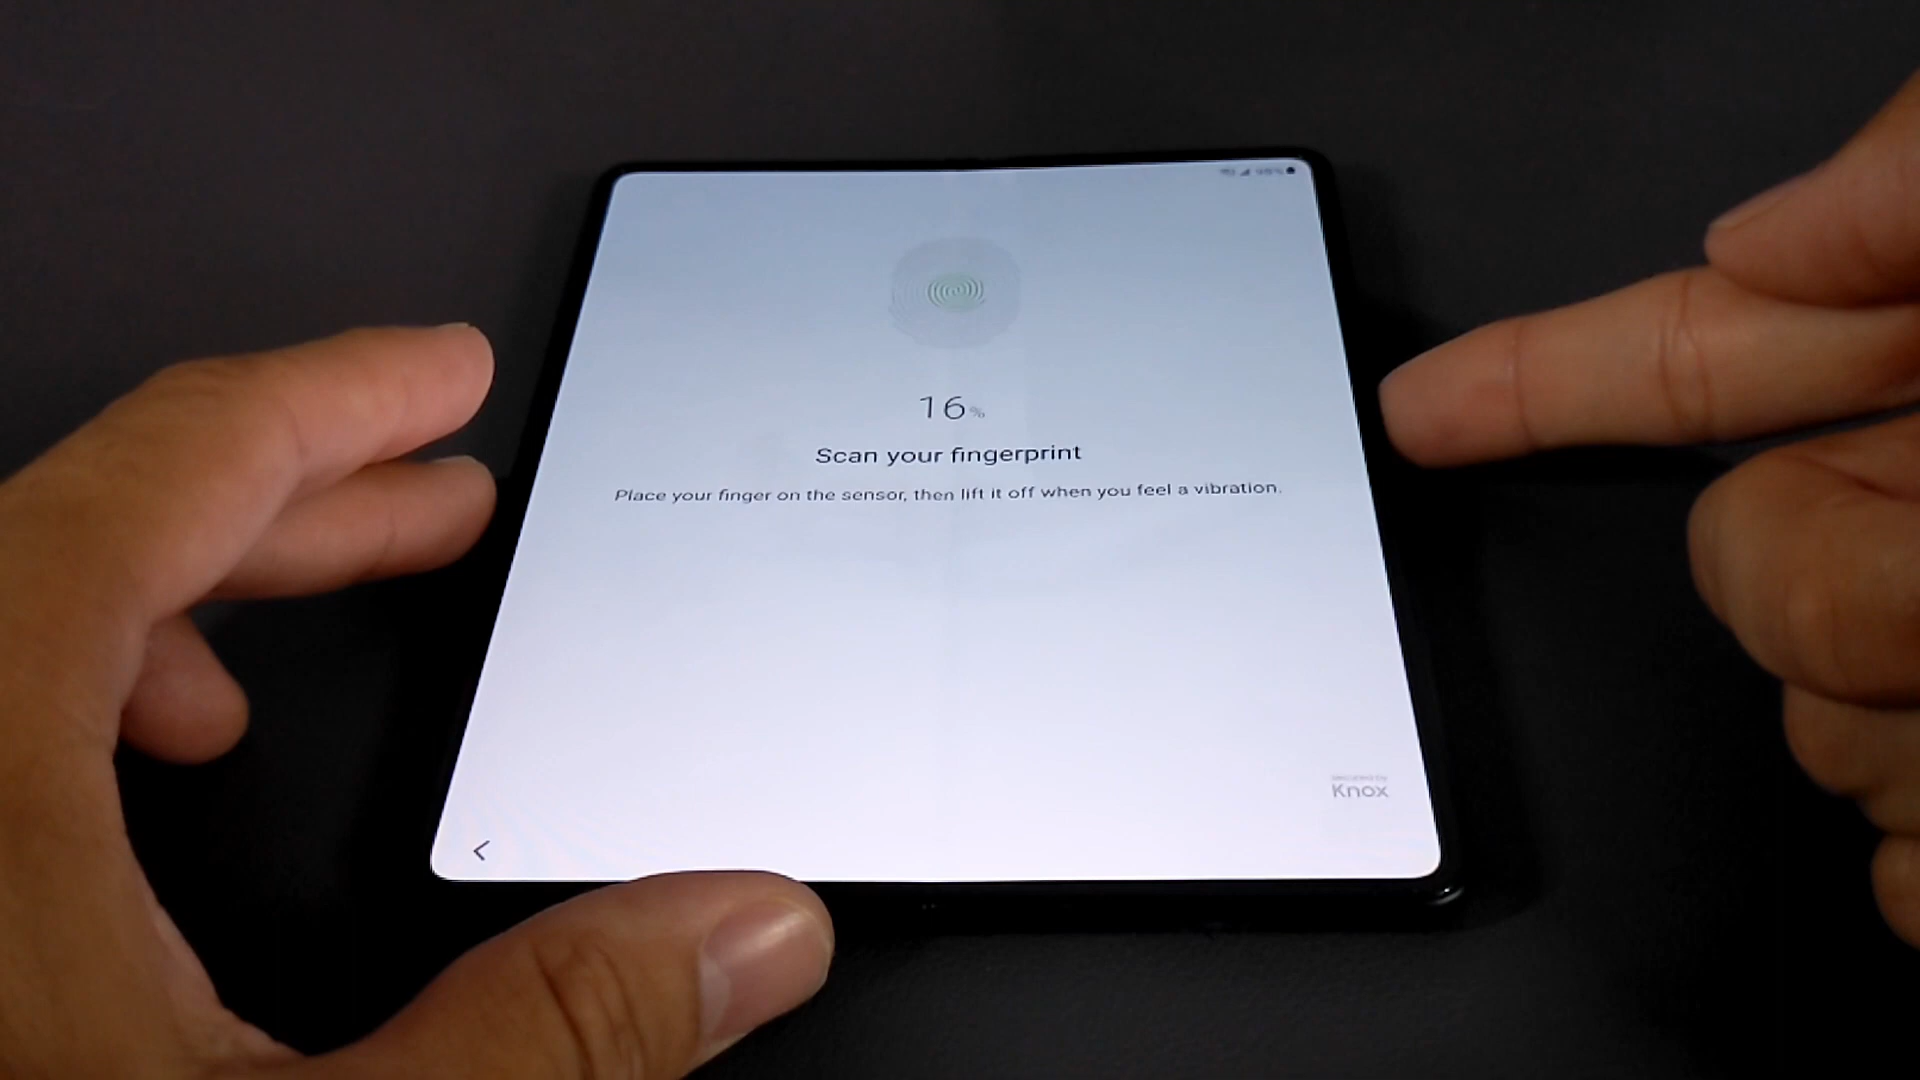 16%
Scan your fingerprint
Place your finger on the sensor, then lift it off when you feel a vibration.
Secured by
Knox